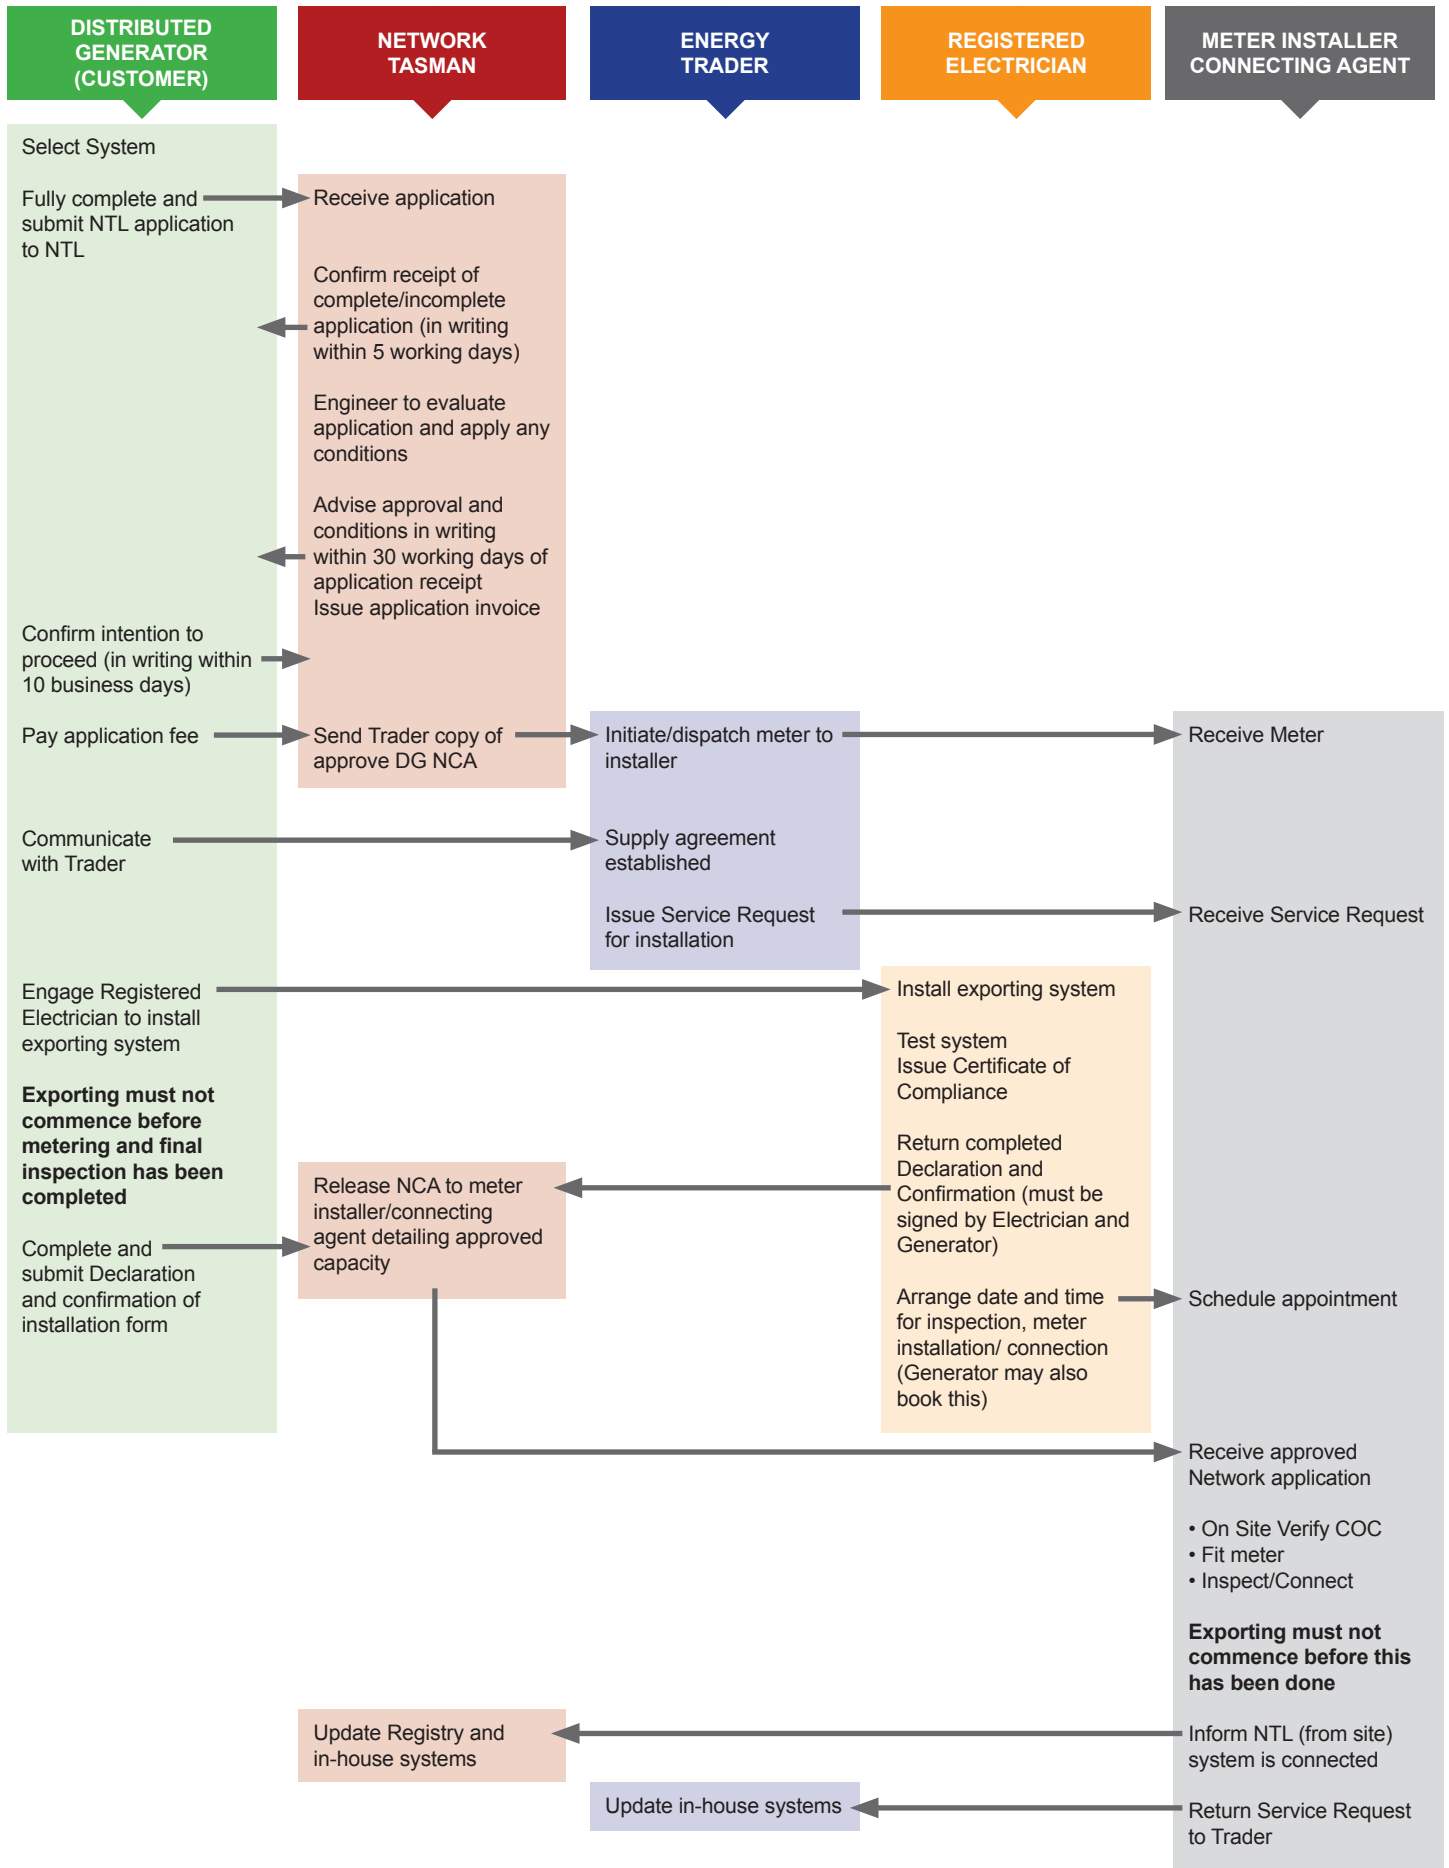 DISTRIBUTED
GENERATOR
(CUSTOMER)
NETWORK
TASMAN
ENERGY
TRADER
REGISTERED
ELECTRICIAN
METER INSTALLER
CONNECTING AGENT
Select System
Fully complete and
submit NTL application
to NTL
Receive application
Confirm receipt of
complete/incomplete
application (in writing
within 5 working days)
Engineer to evaluate
application and apply any
conditions
Advise approval and
conditions in writing
within 30 working days of
application receipt
Issue application invoice
Confirm intention to
proceed (in writing within
10 business days)
Pay application fee
Send Trader copy of
approve DG NCA
Initiate/dispatch meter to
installer
Receive Meter
Communicate
with Trader
Supply agreement
established
Issue Service Request
for installation
Receive Service Request
Engage Registered
Electrician to install
exporting system
Install exporting system
Test system
Issue Certificate of
Compliance
Exporting must not
commence before
metering and final
inspection has been
completed
Return completed
Declaration and
Confirmation (must be
signed by Electrician and
Generator)
Release NCA to meter
installer/connecting
agent detailing approved
capacity
Complete and
submit Declaration
and confirmation of
installation form
Arrange date and time
for inspection, meter
installation/ connection
(Generator may also
book this)
Schedule appointment
Receive approved
Network application
• On Site Verify COC
• Fit meter
• Inspect/Connect
Exporting must not
commence before this
has been done
Inform NTL (from site)
system is connected
Update Registry and
in-house systems
Update in-house systems
Return Service Request
to Trader